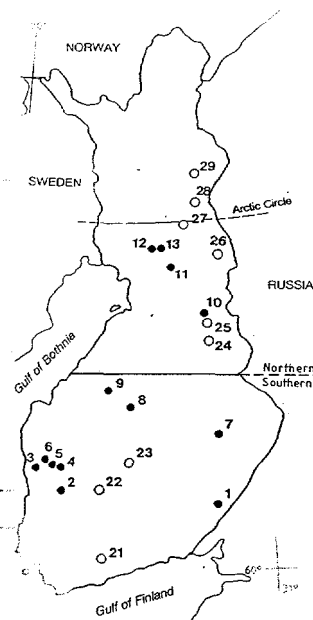 NORWAY
SWEDEN
29
28
Arctic Circle
27
12 13
26
11
RUSSIA
10
25
24
Gulf of Bothnia
Northern
Southern
9
8
7
6
3 5 4
23
2
22
1
21
60°
Gulf of Finland